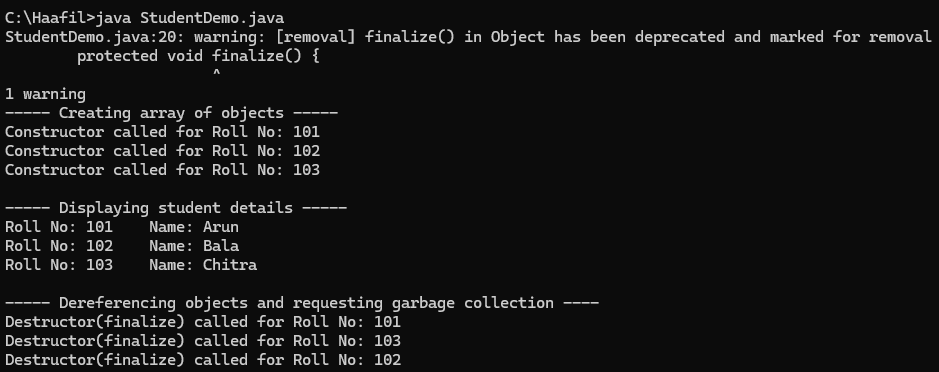 C:\Haafil>java StudentDemo.java
StudentDemo.java:20: warning: [removal] finalize() in Object has been deprecated and marked for removal
        protected void finalize() {
                       ^
1 warning
----- Creating array of objects -----
Constructor called for Roll No: 101
Constructor called for Roll No: 102
Constructor called for Roll No: 103

----- Displaying student details -----
Roll No: 101    Name: Arun
Roll No: 102    Name: Bala
Roll No: 103    Name: Chitra

----- Dereferencing objects and requesting garbage collection ----
Destructor(finalize) called for Roll No: 101
Destructor(finalize) called for Roll No: 103
Destructor(finalize) called for Roll No: 102